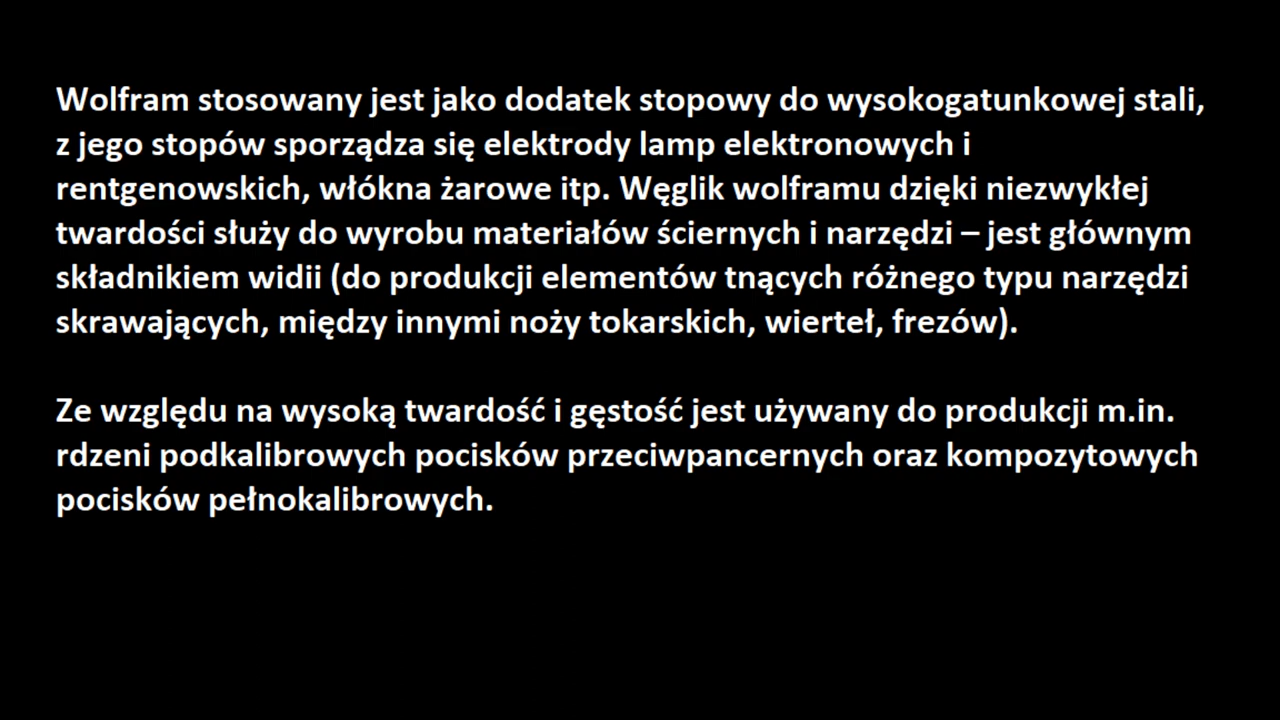 Wolfram stosowany jest jako dodatek stopowy do wysokogatunkowej stali,
z jego stopów sporządza się elektrody lamp elektronowych i
rentgenowskich, włókna żarowe itp. Węglik wolframu dzięki niezwykłej
twardości służy do wyrobu materiałów ściernych i narzędzi – jest głównym
składnikiem widii (do produkcji elementów tnących różnego typu narzędzi
skrawających, między innymi noży tokarskich, wierteł, frezów).
Ze względu na wysoką twardość i gęstość jest używany do produkcji m.in.
rdzeni podkalibrowych pocisków przeciwpancernych oraz kompozytowych
pocisków pełnokalibrowych.